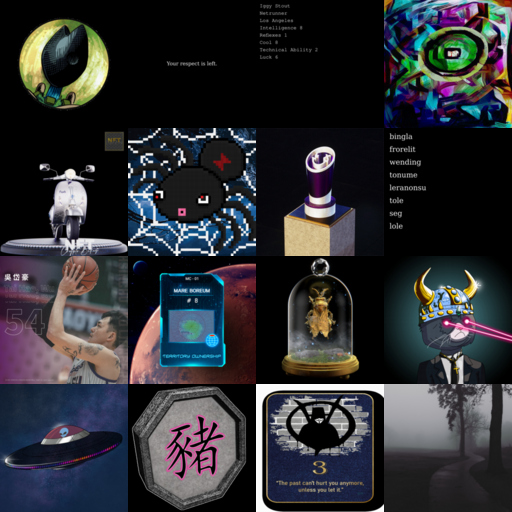 Your respect is left.
Iggy Stout
Netrunner
Los Angeles
Intelligence 9
Reflexes 1
Cool 8
Technical Ability 2
Luck 6
NFT
N
bingla
frorelit
wending
tonume
leranonsu
tole
seg
lole
吳岱豪
54
MARE BOREUM
# 8
TERRITORY OWNERSHIP
豬
3
"The past can't hurt you anymore,
unless you let it."